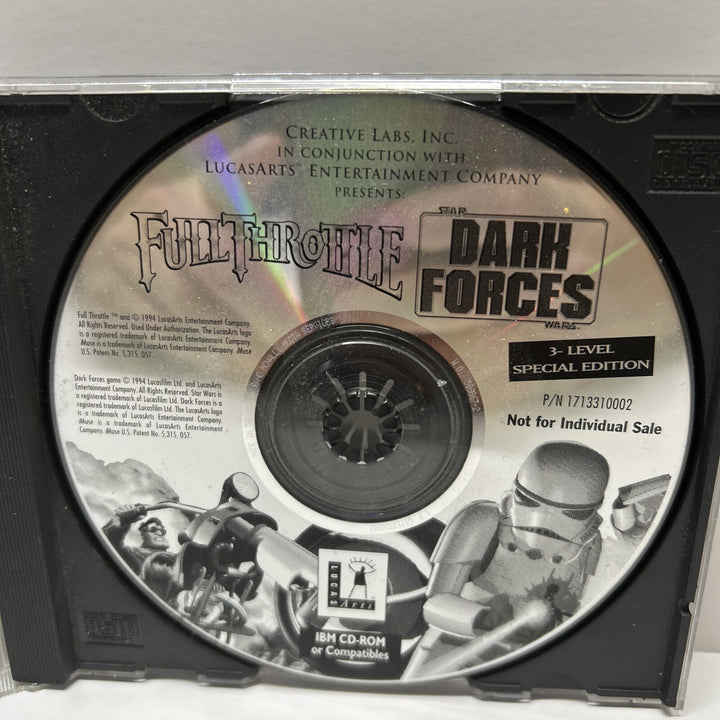 CREATIVE LABS, INC.
IN CONJUNCTION WITH
LUCASARTS™ ENTERTAINMENT COMPANY
PRESENTS:
FULL THROTTLE
STAR
DARK
FORCES
WARS
3- LEVEL
SPECIAL EDITION
P/N 1713310002
Not for Individual Sale
Full Throttle ™ and © 1994 LucasArts Entertainment Company.
All Rights Reserved. Used Under Authorization. The LucasArts logo
is a registered trademark of LucasArts Entertainment Company.
iMuse is a trademark of LucasArts Entertainment Company. iMuse
U.S. Patent No. 5,315, 057.
Dark Forces game © 1994 Lucasfilm Ltd. and LucasArts
Entertainment Company. All Rights Reserved. Star Wars is
a registered trademark of Lucasfilm Ltd. Dark Forces is a
registered trademark of Lucasfilm Ltd. The LucasArts logo
is a registered trademark of LucasArts Entertainment
Company. iMuse is a trademark of LucasArts Entertainment
Company. iMuse U.S. Patent No. 5,315, 057.
LUCAS
ARTS
IBM CD-ROM
or Compatibles